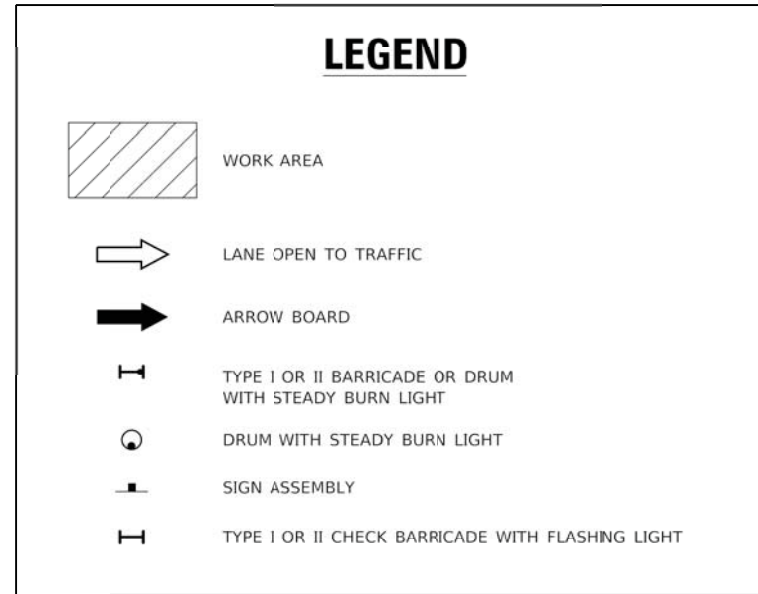 LEGEND
WORK AREA
LANE OPEN TO TRAFFIC
ARROW BOARD
TYPE I OR II BARRICADE OR DRUM
WITH STEADY BURN LIGHT
DRUM WITH STEADY BURN LIGHT
SIGN ASSEMBLY
TYPE I OR II CHECK BARRICADE WITH FLASHING LIGHT